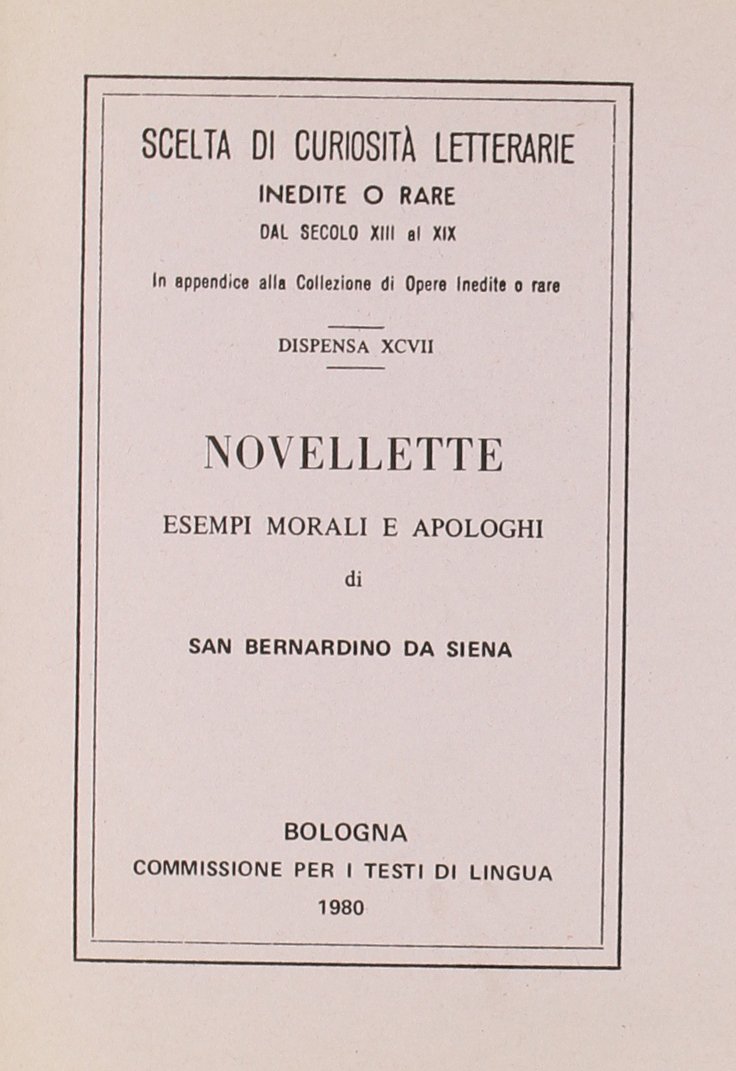 SCELTA DI CURIOSITÀ LETTERARIE
INEDITE O RARE
DAL SECOLO XIII al XIX
In appendice alla Collezione di Opere Inedite o rare
DISPENSA XCVII
NOVELLETTE
ESEMPI MORALI E APOLOGHI
di
SAN BERNARDINO DA SIENA
BOLOGNA
COMMISSIONE PER I TESTI DI LINGUA
1980